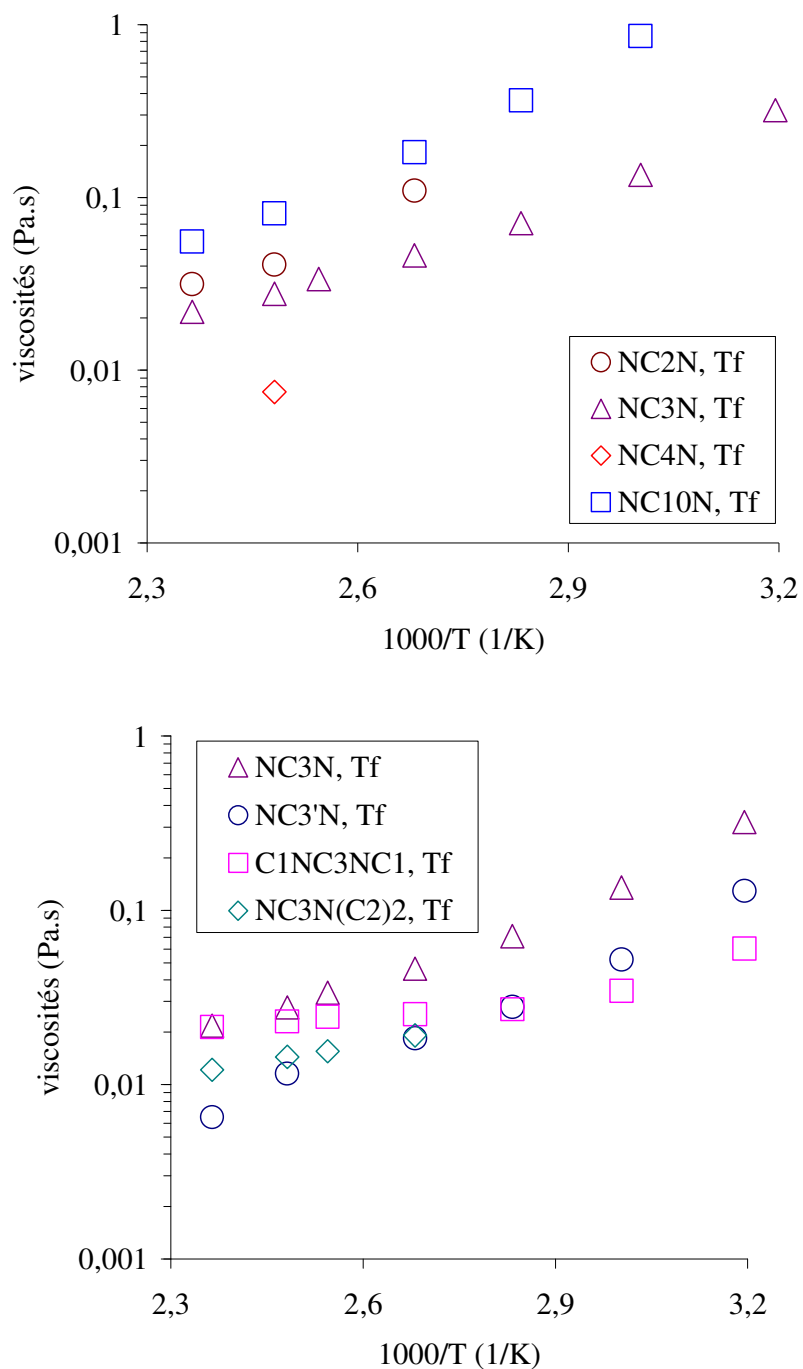 1
0,1
0,01
0,001
viscosités (Pa.s)
NC2N, Tf
NC3N, Tf
NC4N, Tf
NC10N, Tf
2,3 2,6 2,9 3,2
1000/T (1/K)
1
0,1
0,01
0,001
viscosités (Pa.s)
NC3N, Tf
NC3'N, Tf
C1NC3NC1, Tf
NC3N(C2)2, Tf
2,3 2,6 2,9 3,2
1000/T (1/K)